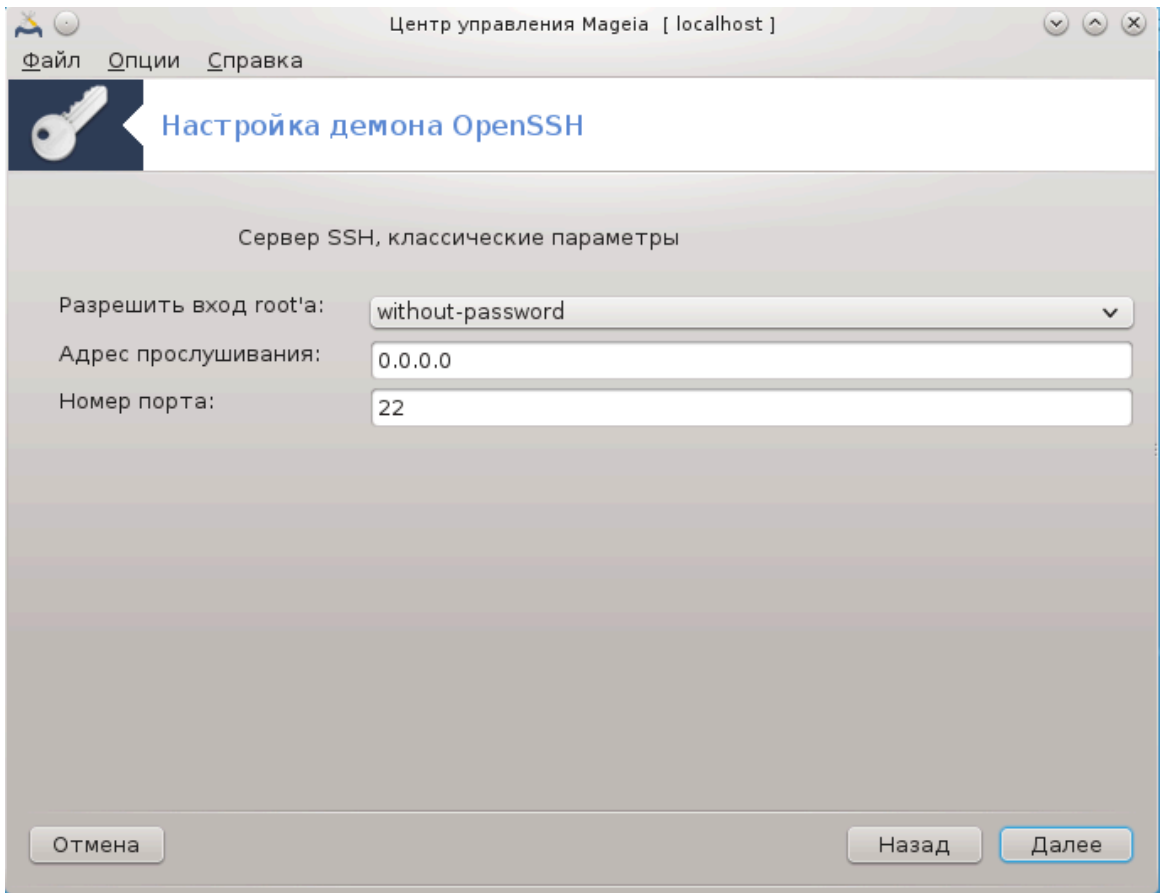 Центр управления Mageia [ localhost ]
Файл Опции Справка
Настройка демона OpenSSH
Сервер SSH, классические параметры
Разрешить вход root'а: without-password
Адрес прослушивания: 0.0.0.0
Номер порта: 22
Отмена Назад Далее